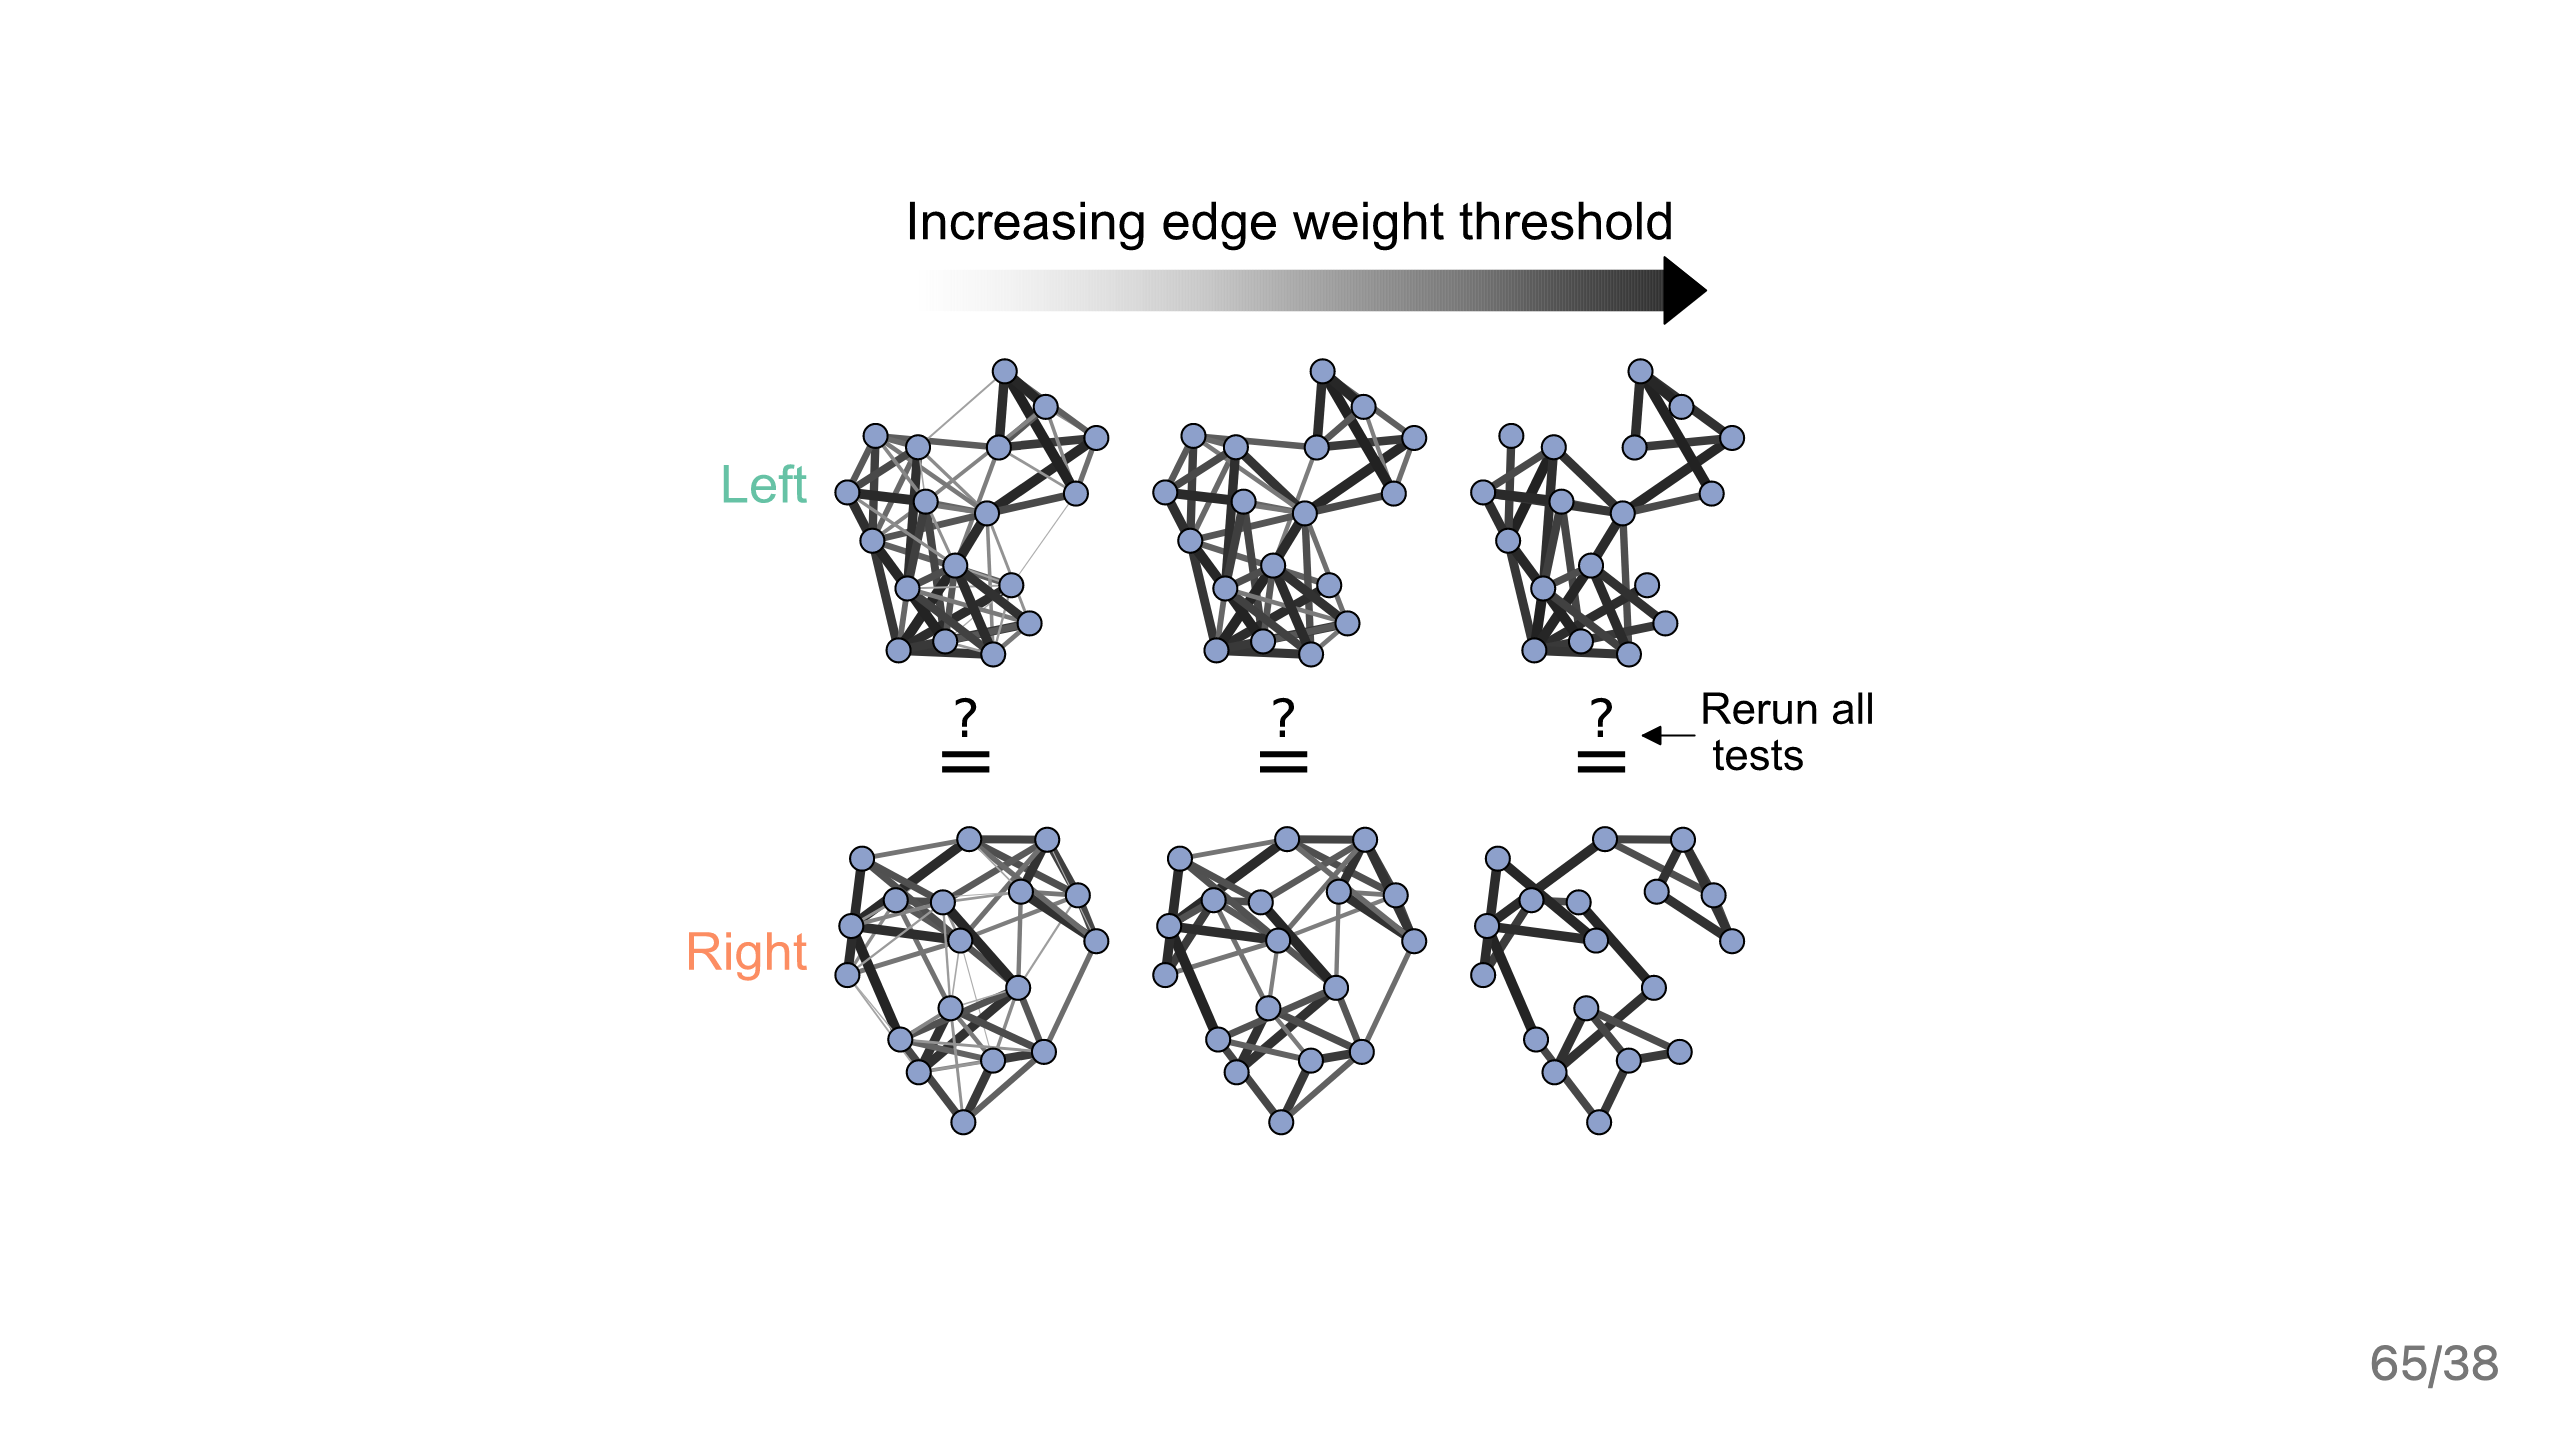 Increasing edge weight threshold
Left
? ? ?
= = =
Rerun all
tests
Right
65/38